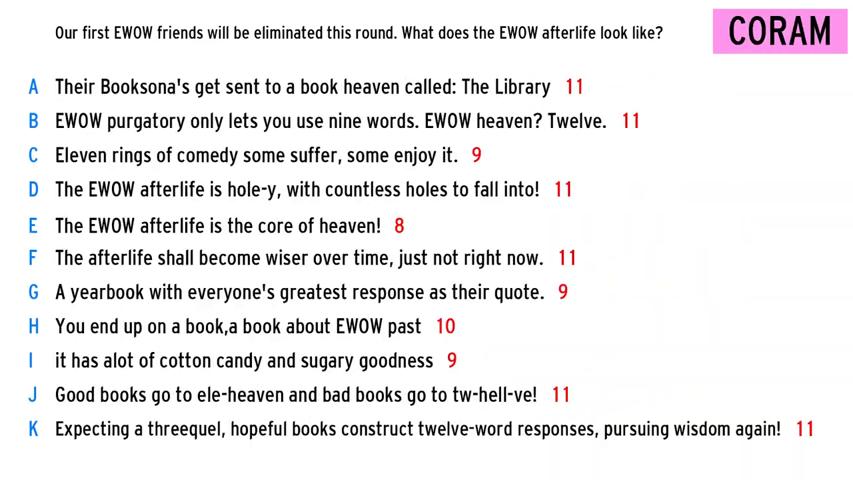 Our first EWOW friends will be eliminated this round. What does the EWOW afterlife look like?
CORAM
A Their Booksona's get sent to a book heaven called: The Library 11
B EWOW purgatory only lets you use nine words. EWOW heaven? Twelve. 11
C Eleven rings of comedy some suffer, some enjoy it. 9
D The EWOW afterlife is hole-y, with countless holes to fall into! 11
E The EWOW afterlife is the core of heaven! 8
F The afterlife shall become wiser over time, just not right now. 11
G A yearbook with everyone's greatest response as their quote. 9
H You end up on a book,a book about EWOW past 10
I it has alot of cotton candy and sugary goodness 9
J Good books go to ele-heaven and bad books go to tw-hell-ve! 11
K Expecting a threequel, hopeful books construct twelve-word responses, pursuing wisdom again! 11